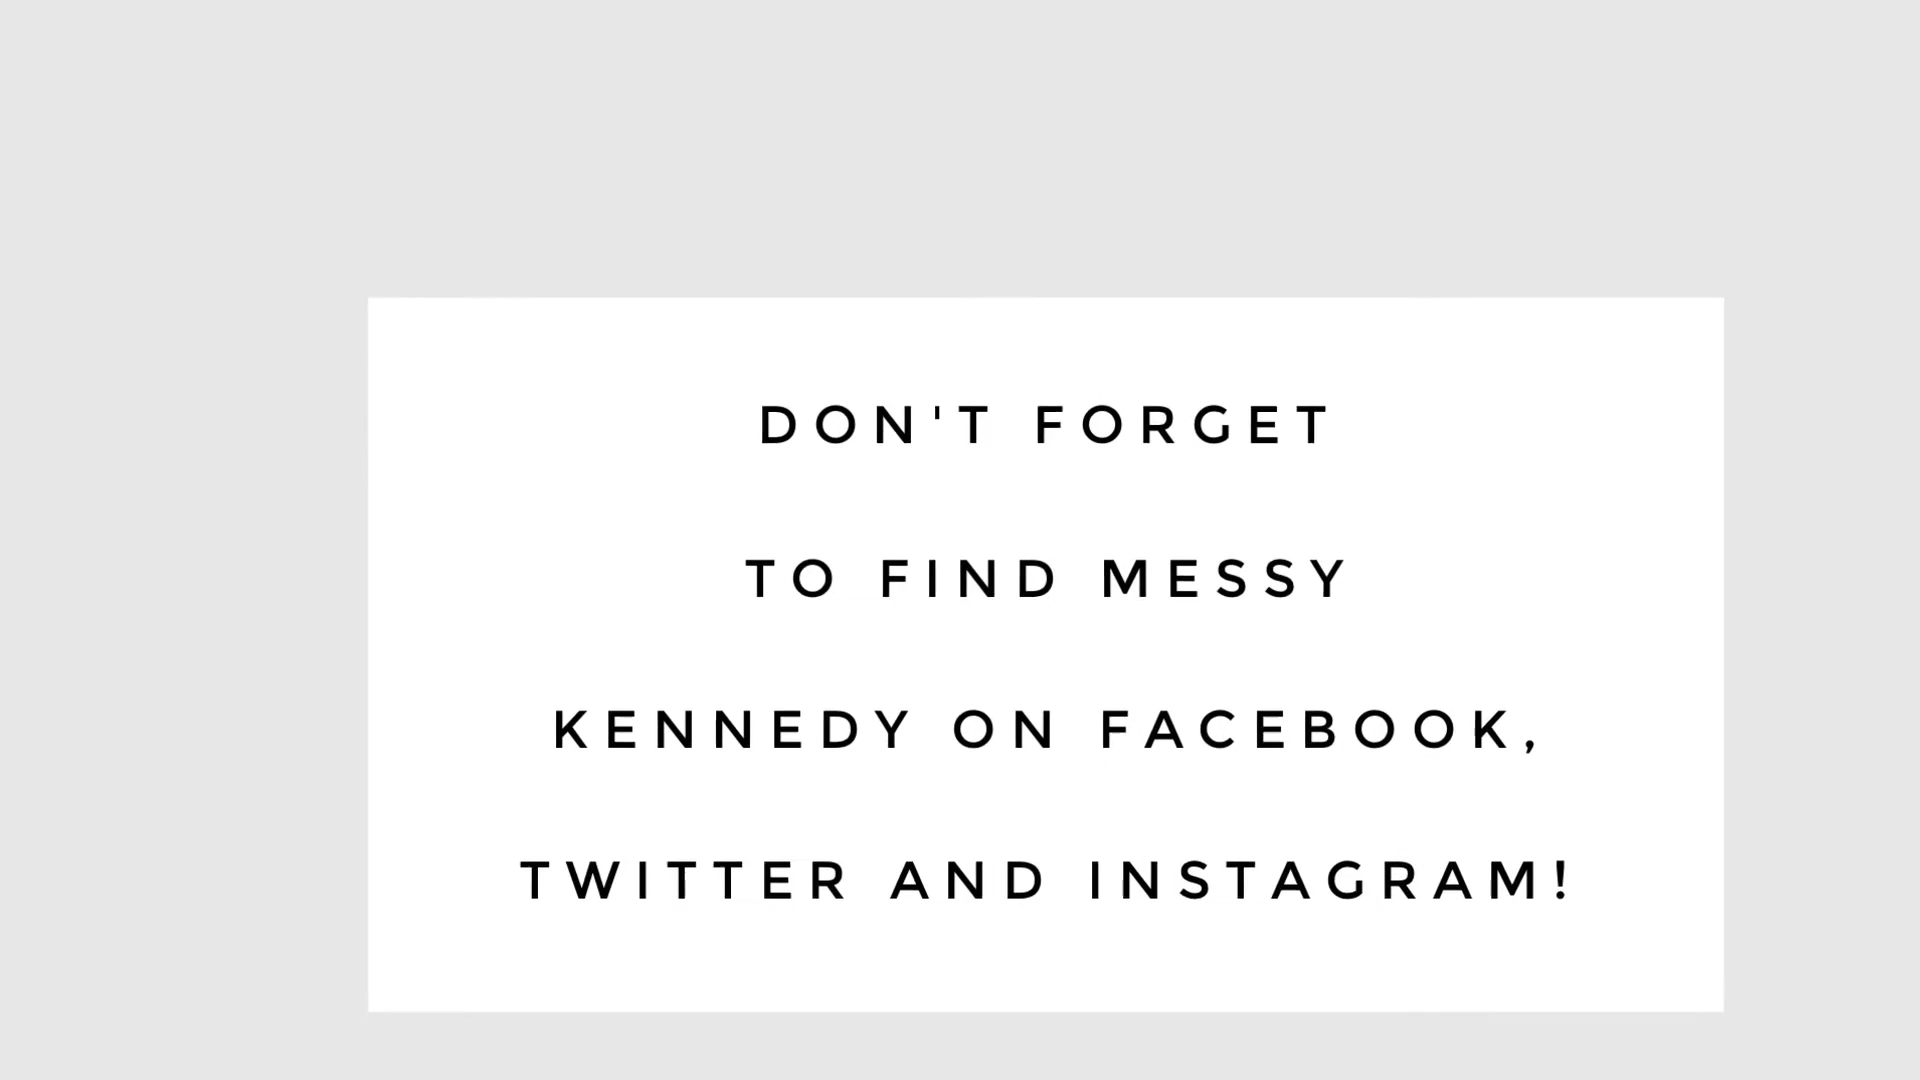 DON'T FORGET
TO FIND MESSY
KENNEDY ON FACEBOOK,
TWITTER AND INSTAGRAM!